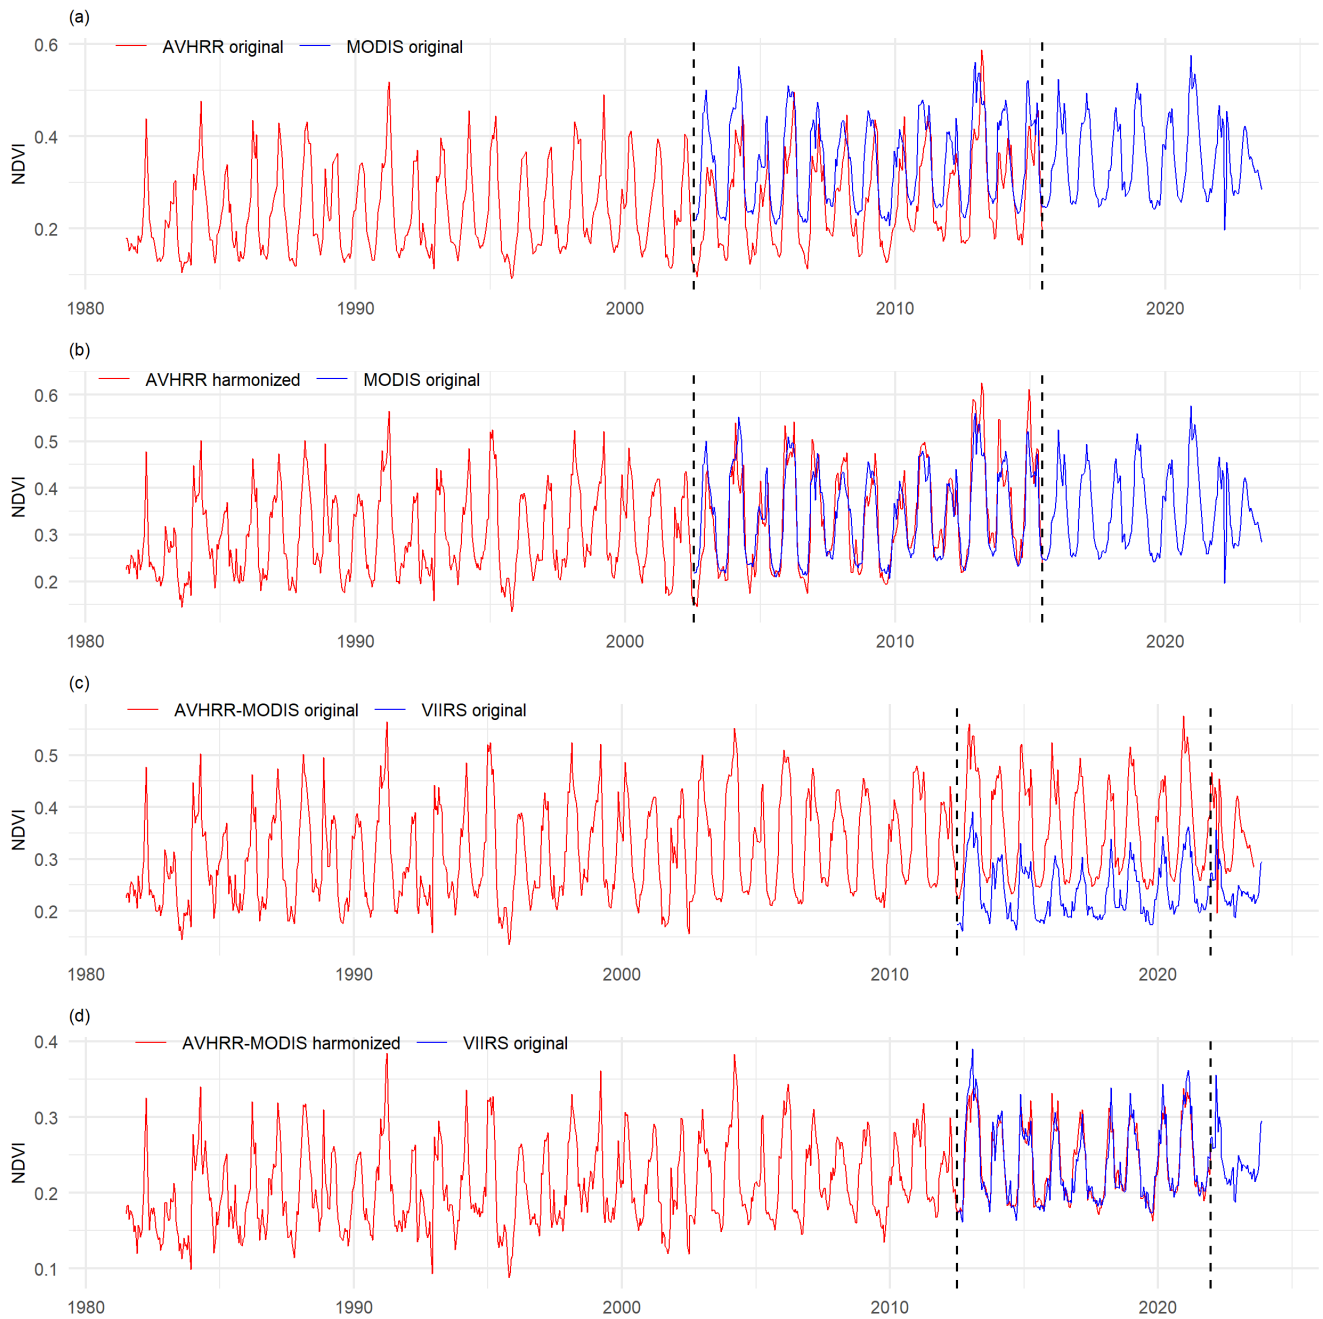 (a)
AVHRR original MODIS original
0.6
0.4
0.2
NDVI
1980 1990 2000 2010 2020
(b)
AVHRR harmonized MODIS original
0.6
0.5
0.4
0.3
0.2
NDVI
1980 1990 2000 2010 2020
(c)
AVHRR-MODIS original VIIRS original
0.5
0.4
0.3
0.2
NDVI
1980 1990 2000 2010 2020
(d)
AVHRR-MODIS harmonized VIIRS original
0.4
0.3
0.2
0.1
NDVI
1980 1990 2000 2010 2020